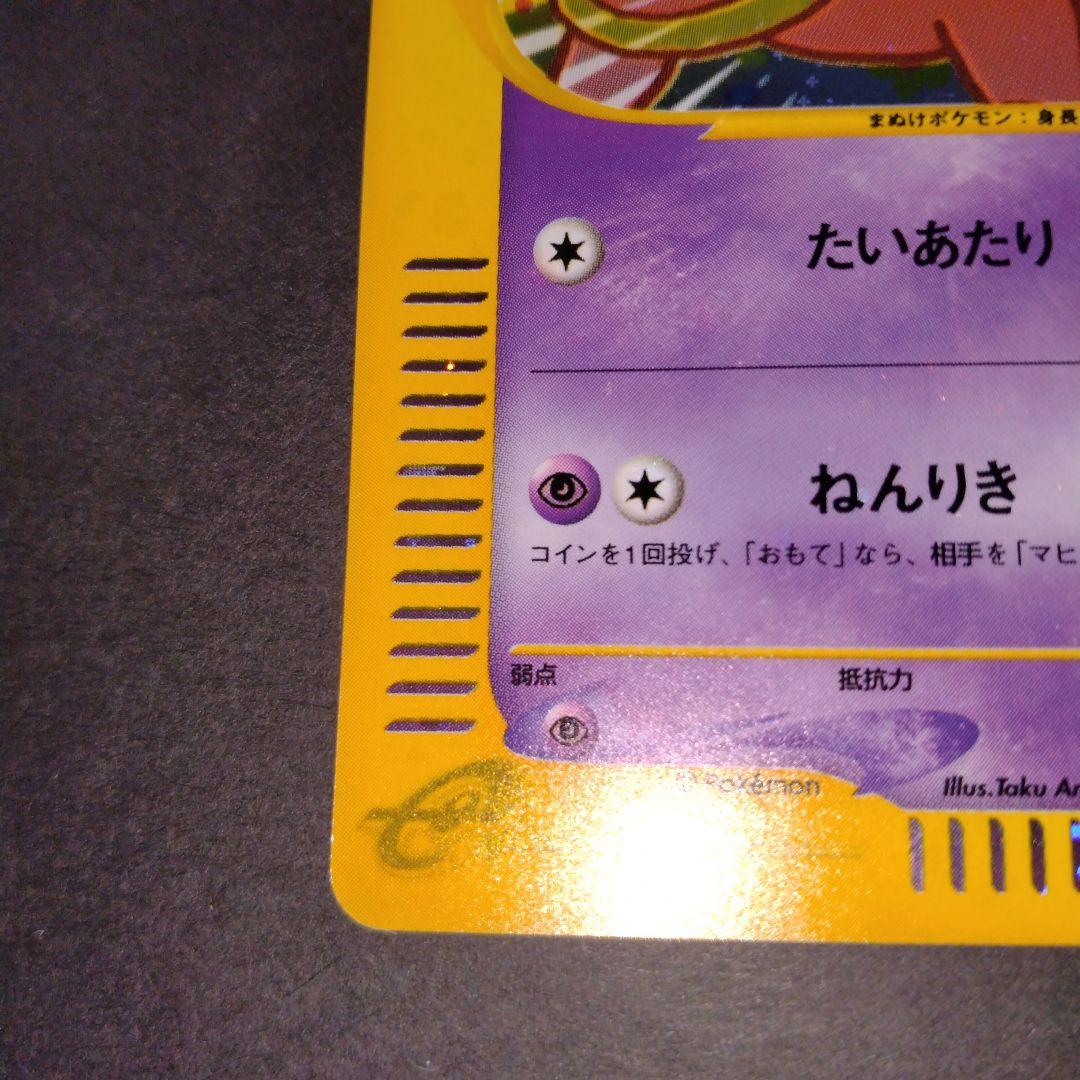 まぬけポケモン：身長
たいあたり
ねんりき
コインを1回投げ、「おもて」なら、相手を「マヒ
弱点 抵抗力
© Pokémon
Illus.Taku